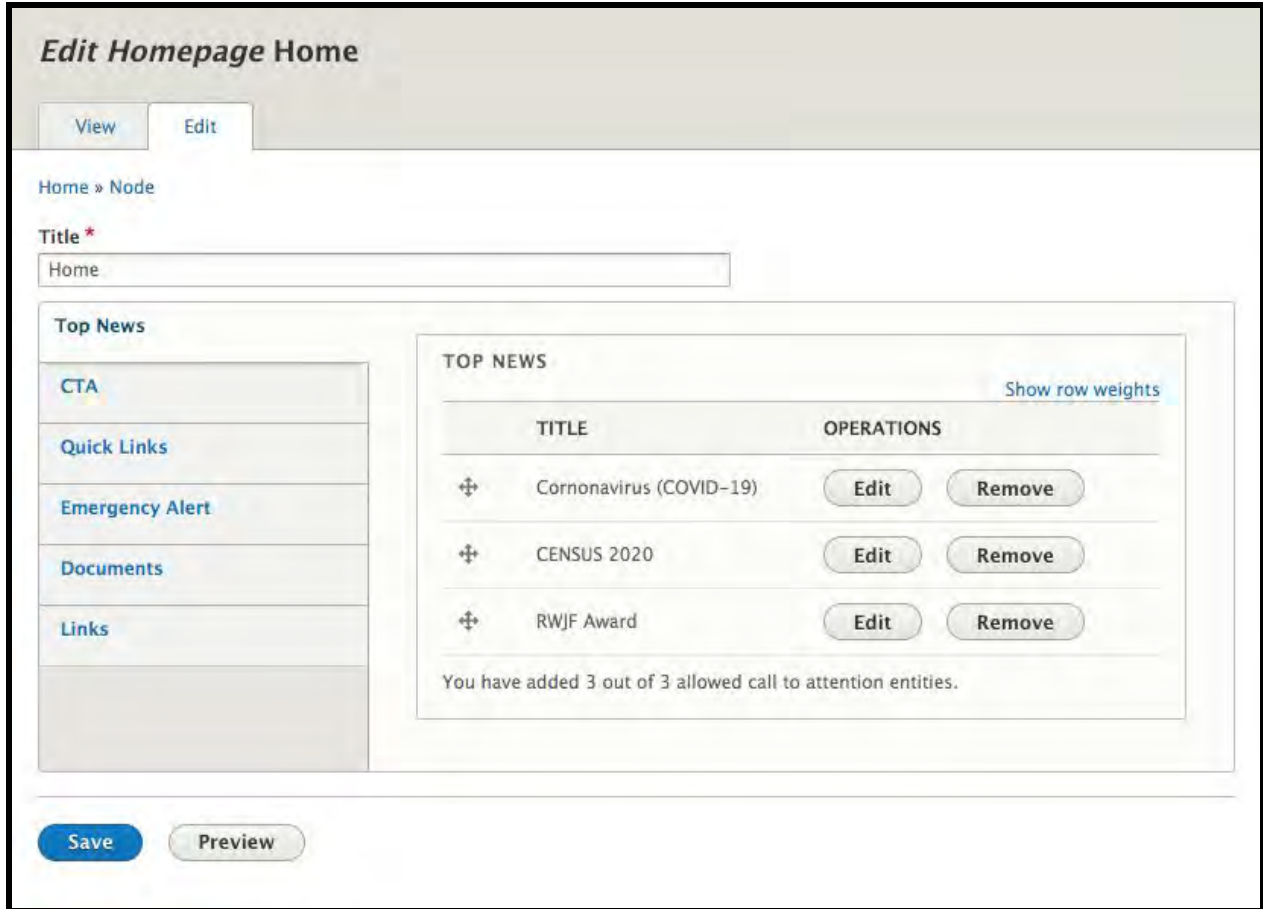 Edit Homepage Home
View Edit
Home » Node
Title *
Home
Top News
CTA
Quick Links
Emergency Alert
Documents
Links
TOP NEWS
Show row weights
TITLE OPERATIONS
Cornonavirus (COVID-19) Edit Remove
CENSUS 2020 Edit Remove
RWJF Award Edit Remove
You have added 3 out of 3 allowed call to attention entities.
Save Preview